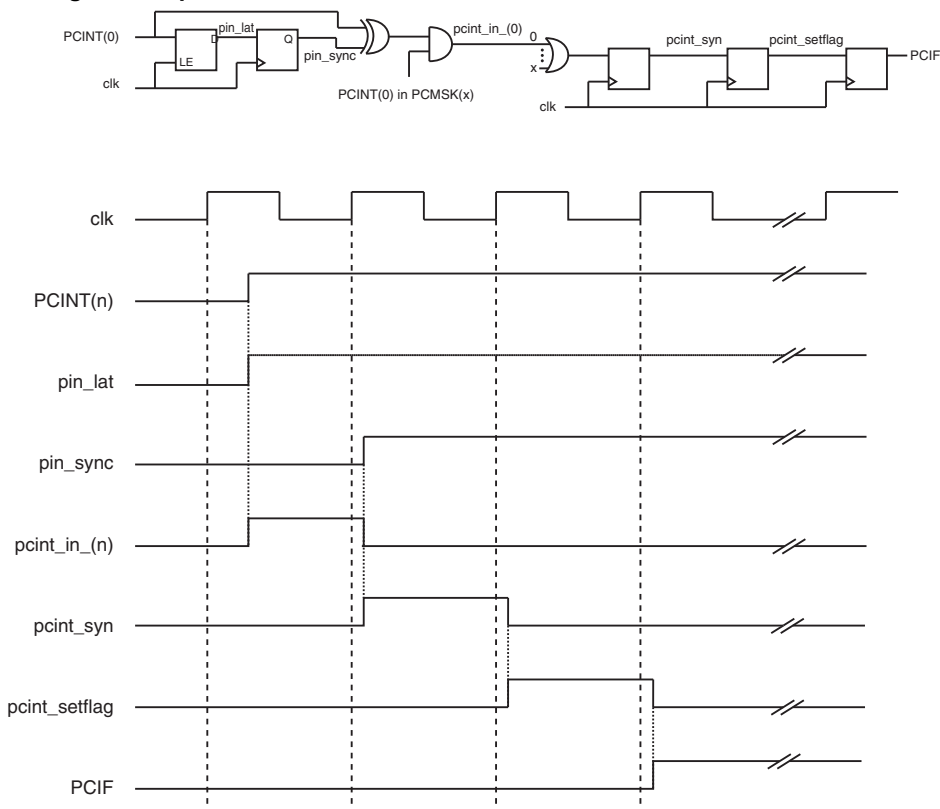 PCINT(0)
pin_lat
D
LE
clk
Q
pin_sync
PCINT(0) in PCMSK(x)
pcint_in_(0)
0
x
clk
pcint_syn
pcint_setflag
PCIF
clk
PCINT(n)
pin_lat
pin_sync
pcint_in_(n)
pcint_syn
pcint_setflag
PCIF